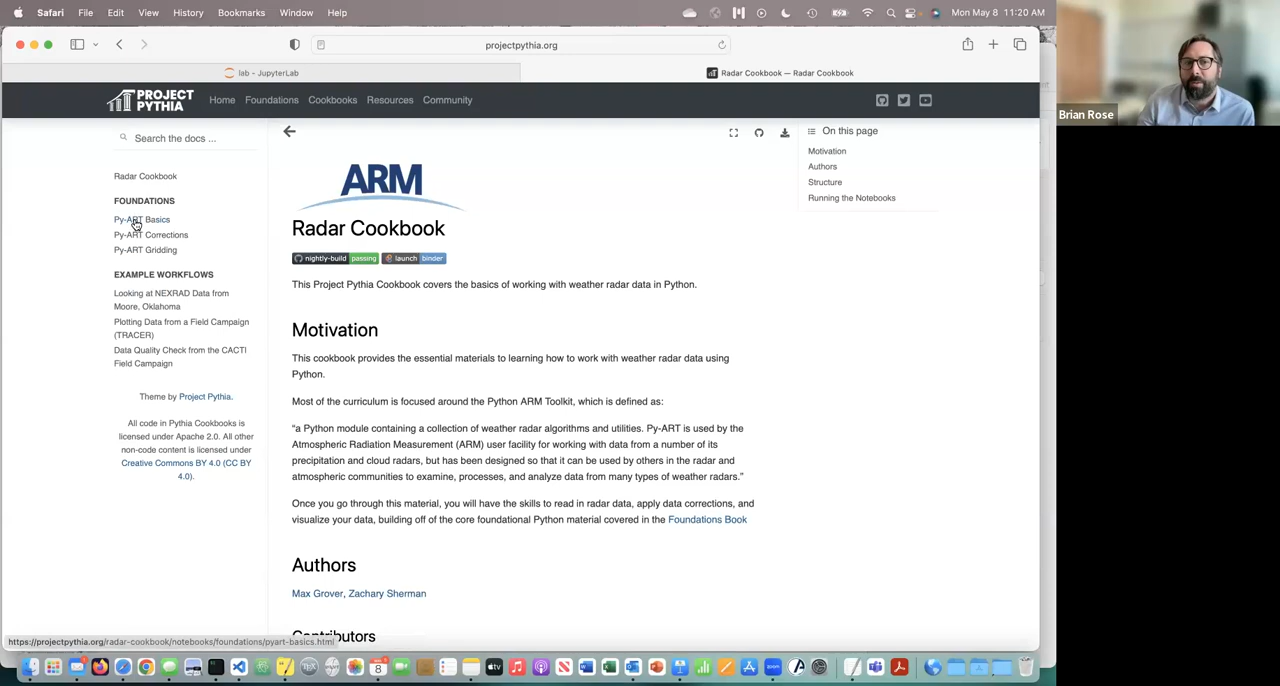 Safari File Edit View History Bookmarks Window Help
Mon May 8 11:20 AM
projectpythia.org
lab - JupyterLab
Radar Cookbook — Radar Cookbook
PROJECT
PYTHIA
Home Foundations Cookbooks Resources Community
Brian Rose
Search the docs ...
Radar Cookbook
FOUNDATIONS
Py-ART Basics
Py-ART Corrections
Py-ART Gridding
EXAMPLE WORKFLOWS
Looking at NEXRAD Data from
Moore, Oklahoma
Plotting Data from a Field Campaign
(TRACER)
Data Quality Check from the CACTI
Field Campaign
Theme by Project Pythia.
All code in Pythia Cookbooks is
licensed under Apache 2.0. All other
non-code content is licensed under
Creative Commons BY 4.0 (CC BY
4.0).
ARM
Radar Cookbook
nightly-build passing launch binder
This Project Pythia Cookbook covers the basics of working with weather radar data in Python.
Motivation
This cookbook provides the essential materials to learning how to work with weather radar data using
Python.
Most of the curriculum is focused around the Python ARM Toolkit, which is defined as:
"a Python module containing a collection of weather radar algorithms and utilities. Py-ART is used by the
Atmospheric Radiation Measurement (ARM) user facility for working with data from a number of its
precipitation and cloud radars, but has been designed so that it can be used by others in the radar and
atmospheric communities to examine, processes, and analyze data from many types of weather radars."
Once you go through this material, you will have the skills to read in radar data, apply data corrections, and
visualize your data, building off of the core foundational Python material covered in the Foundations Book
Authors
Max Grover, Zachary Sherman
Contributors
On this page
Motivation
Authors
Structure
Running the Notebooks
https://projectpythia.org/radar-cookbook/notebooks/foundations/pyart-basics.html